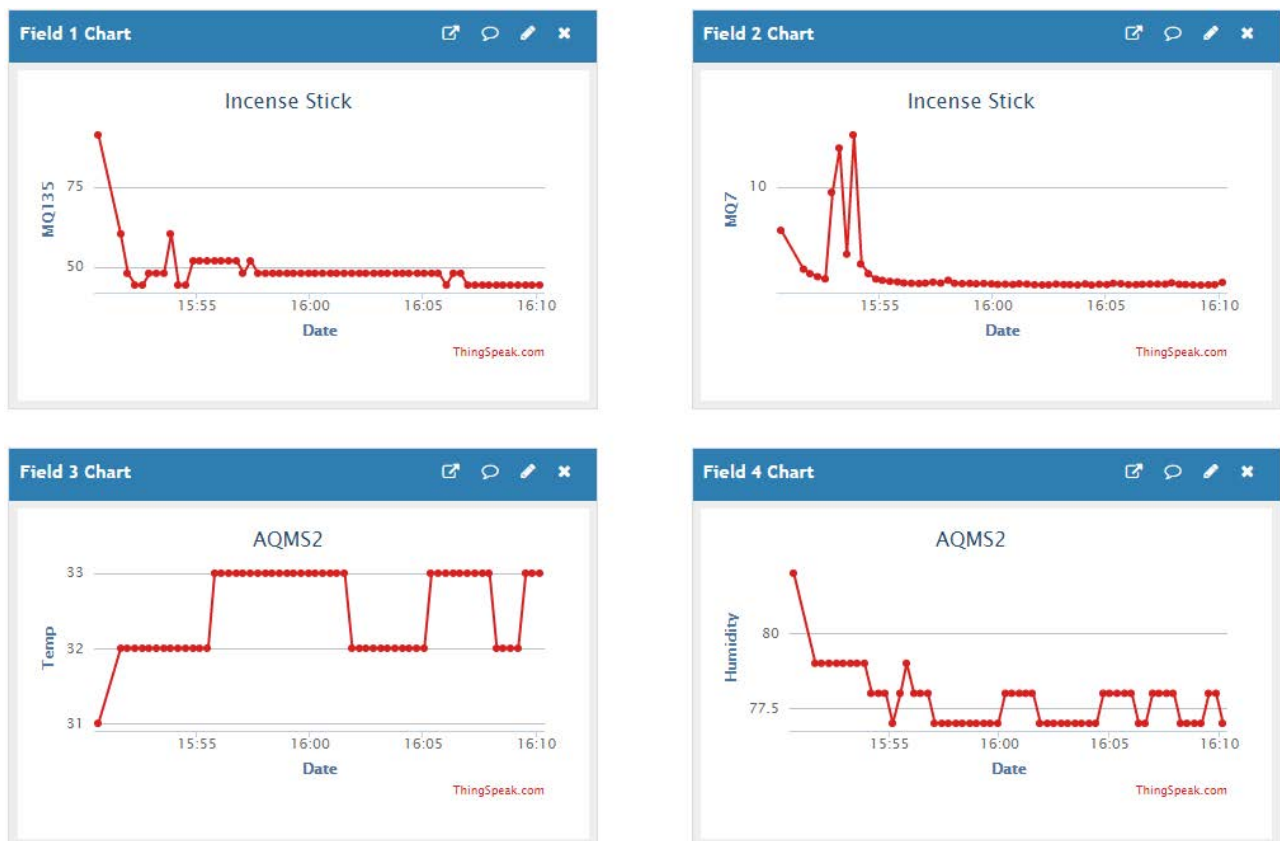 Field 1 Chart
Incense Stick
75
50
MQ135
15:55 16:00 16:05 16:10
Date
ThingSpeak.com
Field 2 Chart
Incense Stick
10
MQ7
15:55 16:00 16:05 16:10
Date
ThingSpeak.com
Field 3 Chart
AQMS2
33
32
31
Temp
15:55 16:00 16:05 16:10
Date
ThingSpeak.com
Field 4 Chart
AQMS2
80
77.5
Humidity
15:55 16:00 16:05 16:10
Date
ThingSpeak.com